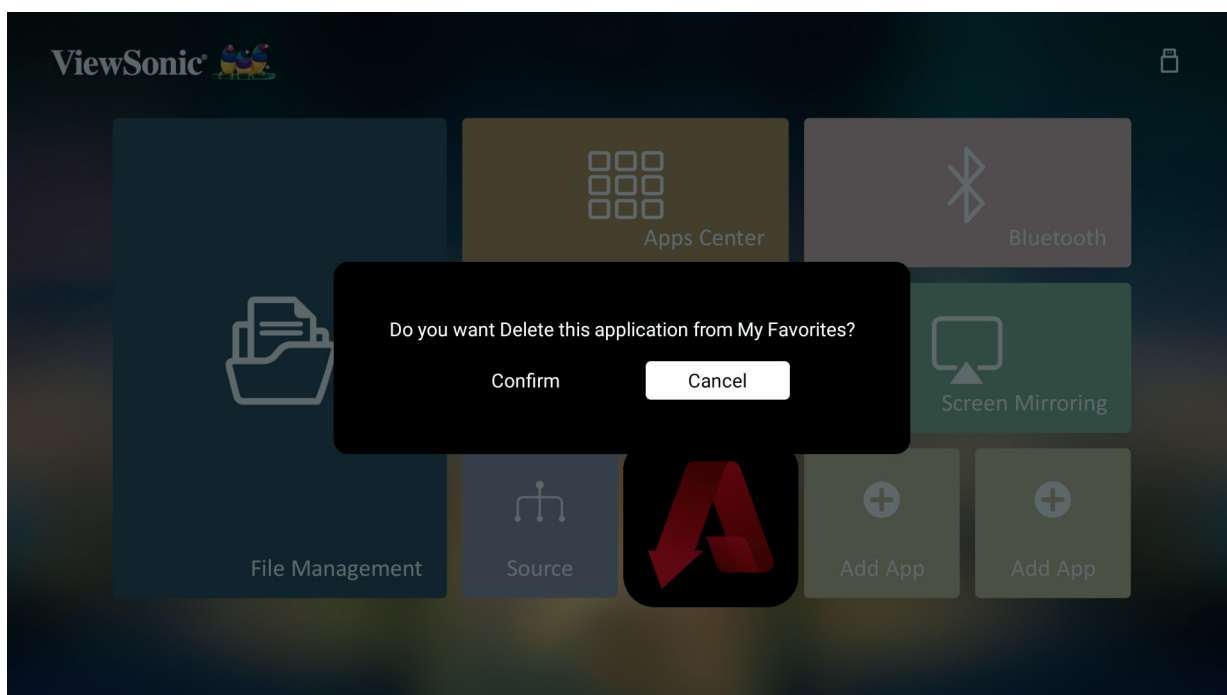 ViewSonic®
Apps Center
Bluetooth
Do you want Delete this application from My Favorites?
Confirm
Cancel
Screen Mirroring
File Management
Source
Add App
Add App